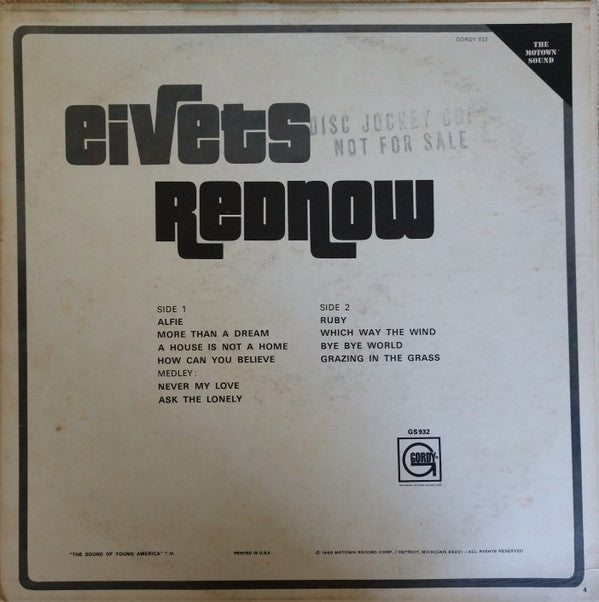 GORDY 932
THE
MOTOWN
SOUND
eivets
DISC JOCKEY
NOT FOR SALE
RedNow
SIDE 1
ALFIE
MORE THAN A DREAM
A HOUSE IS NOT A HOME
HOW CAN YOU BELIEVE
MEDLEY:
NEVER MY LOVE
ASK THE LONELY
SIDE 2
RUBY
WHICH WAY THE WIND
BYE BYE WORLD
GRAZING IN THE GRASS
GS932
GORDY
"THE SOUND OF YOUNG AMERICA" T.M.
PRINTED IN U.S.A.
© 1968 MOTOWN RECORD CORP. / DETROIT, MICHIGAN 48201 / ALL RIGHTS RESERVED
4